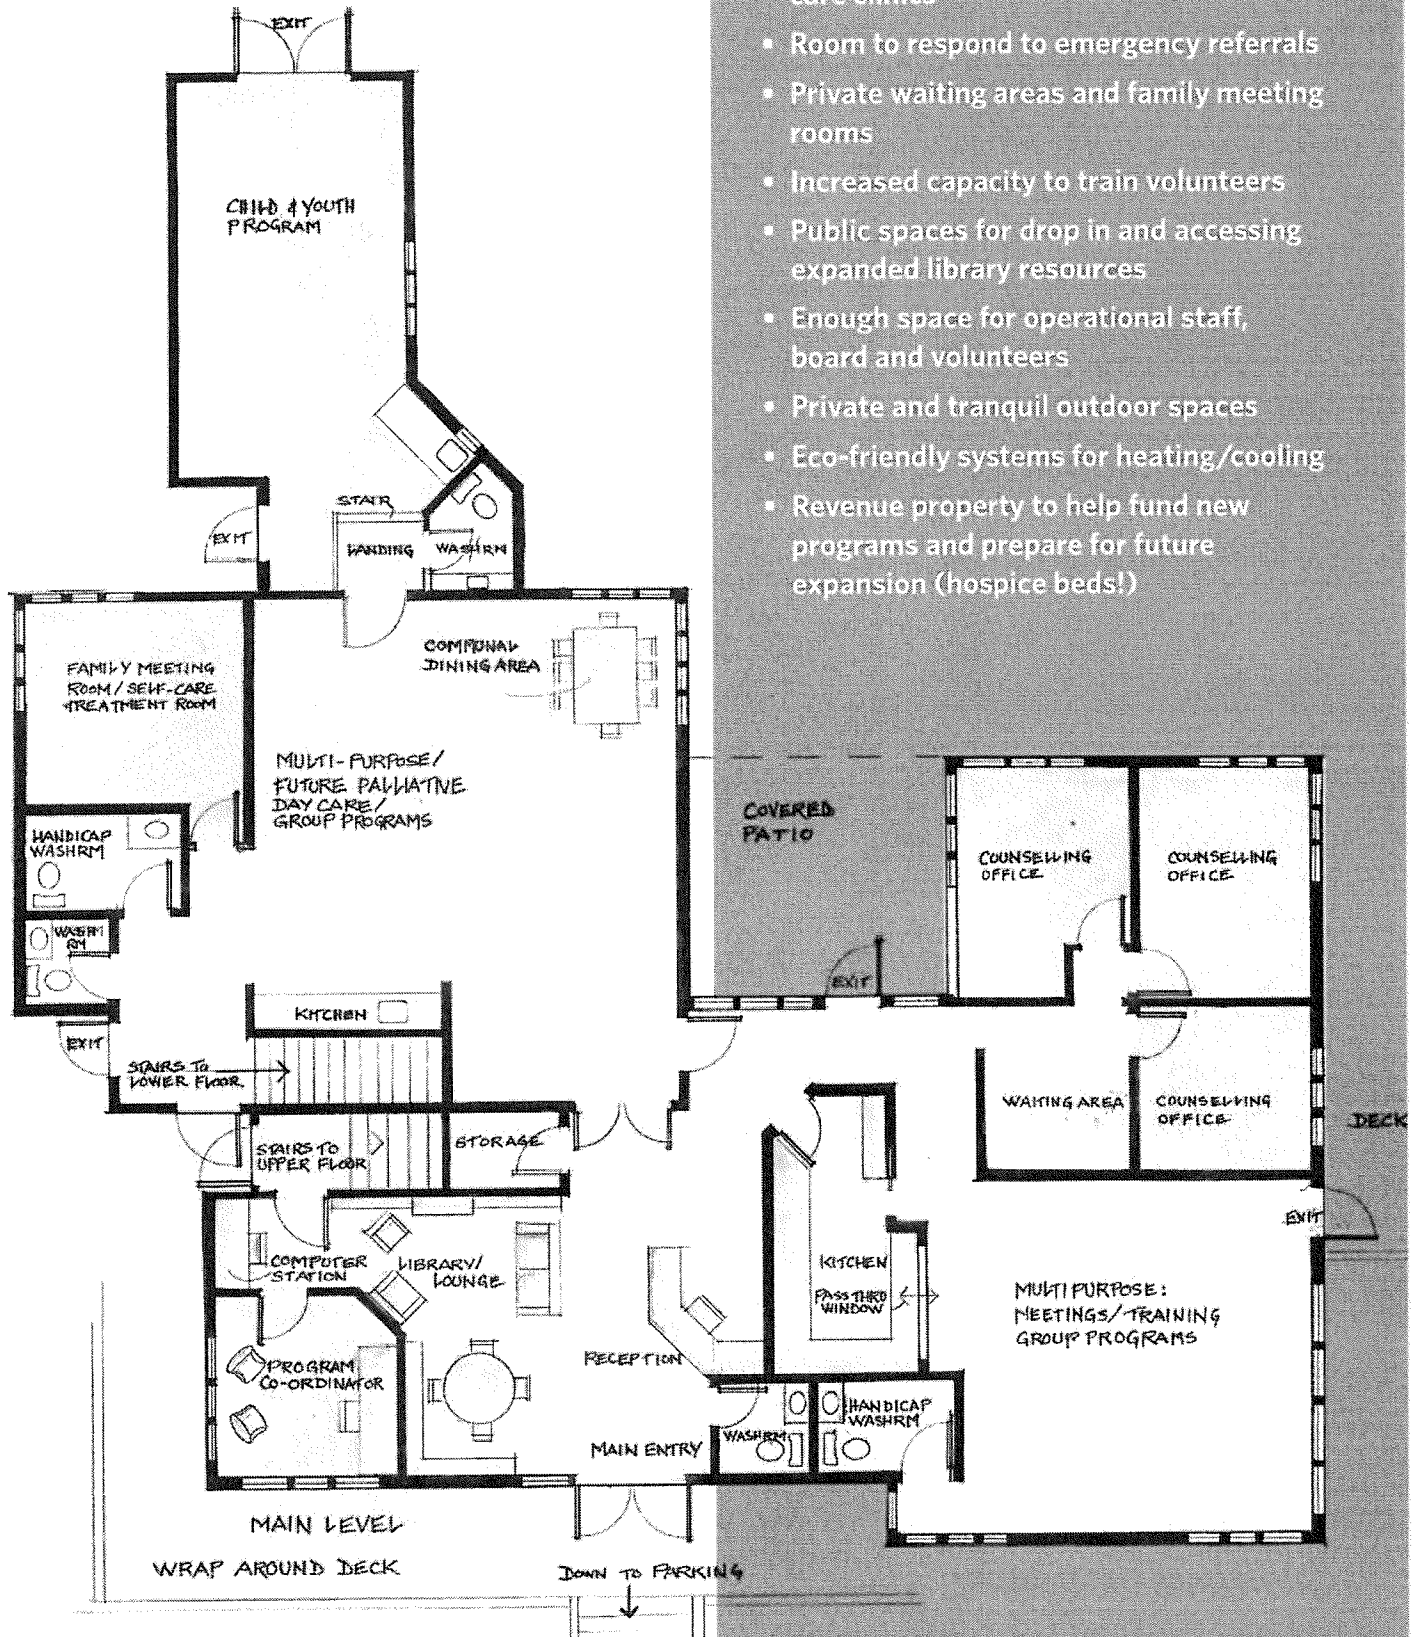 care clinics
• Room to respond to emergency referrals
• Private waiting areas and family meeting
rooms
• Increased capacity to train volunteers
• Public spaces for drop in and accessing
expanded library resources
• Enough space for operational staff,
board and volunteers
• Private and tranquil outdoor spaces
• Eco-friendly systems for heating/cooling
• Revenue property to help fund new
programs and prepare for future
expansion (hospice beds!)
EXIT
CHILD & YOUTH
PROGRAM
STAIR
EXIT
LANDING
WASHRM
FAMILY MEETING
ROOM/SELF-CARE
TREATMENT ROOM
COMMUNAL
DINING AREA
MULTI-PURPOSE/
FUTURE PALLIATIVE
DAY CARE/
GROUP PROGRAMS
HANDICAP
WASHRM
WASH
RM
COVERED
PATIO
COUNSELLING
OFFICE
COUNSELLING
OFFICE
EXIT
KITCHEN
EXIT
STAIRS TO
LOWER FLOOR
WAITING AREA
COUNSELLING
OFFICE
DECK
STAIRS TO
UPPER FLOOR
STORAGE
EXIT
COMPUTER
STATION
LIBRARY/
LOUNGE
KITCHEN
PASS THRU
WINDOW
MULTIPURPOSE:
MEETINGS/TRAINING
GROUP PROGRAMS
RECEPTION
PROGRAM
CO-ORDINATOR
MAIN ENTRY
WASHRM
HANDICAP
WASHRM
MAIN LEVEL
WRAP AROUND DECK
DOWN TO PARKING